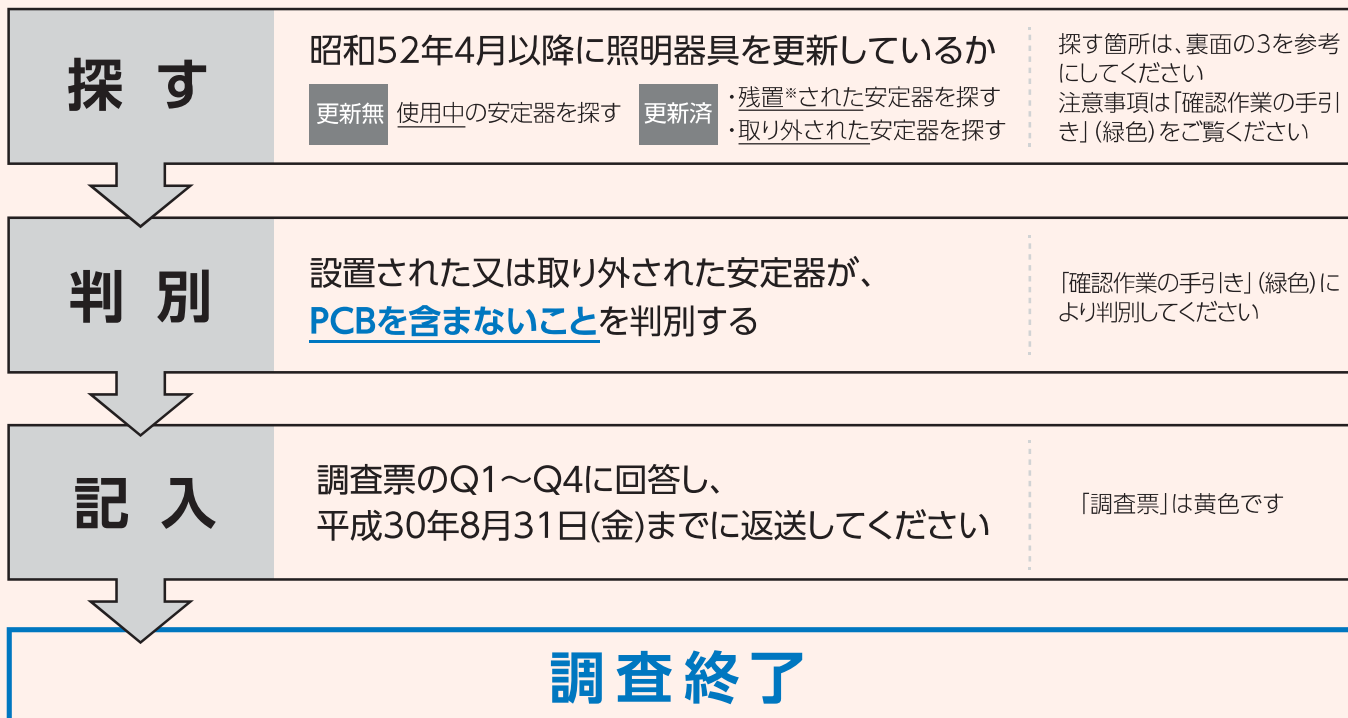 探す
昭和52年4月以降に照明器具を更新しているか
更新無 使用中の安定器を探す
更新済 ・残置※された安定器を探す
・取り外された安定器を探す
探す箇所は、裏面の3を参考
にしてください
注意事項は「確認作業の手引
き」(緑色)をご覧ください
判別
設置された又は取り外された安定器が、
PCBを含まないことを判別する
「確認作業の手引き」(緑色)に
より判別してください
記入
調査票のQ1～Q4に回答し、
平成30年8月31日(金)までに返送してください
「調査票」は黄色です
調査終了